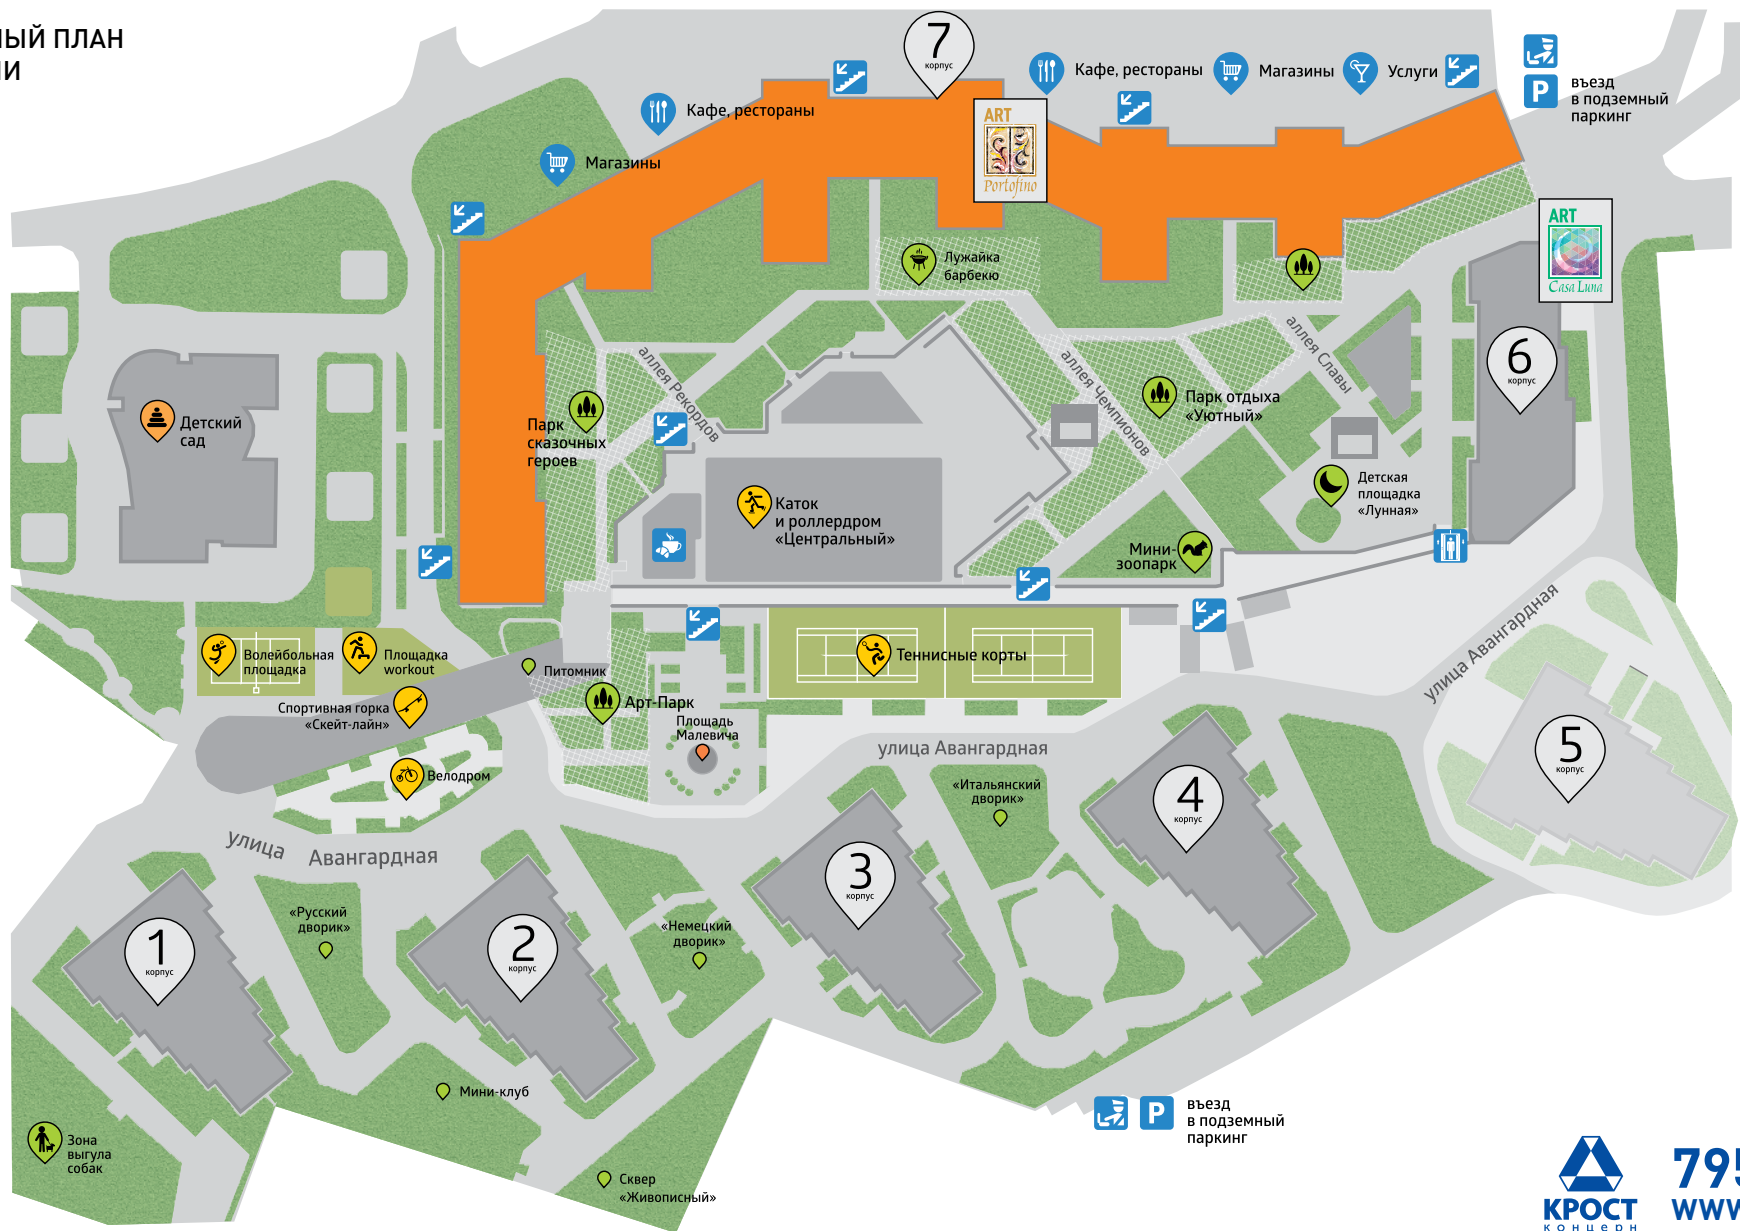 ЫЙ ПЛАН
И
7
корпус
Кафе, рестораны
Магазины
Услуги
P
въезд
в подземный
паркинг
Кафе, рестораны
Магазины
ART
Portofino
ART
Casa Luna
Лужайка
барбекю
аллея Рекордов
аллея Чемпионов
аллея Славы
6
корпус
Детский
сад
Парк
сказочных
героев
Парк отдыха
«Уютный»
Каток
и роллердром
«Центральный»
Детская
площадка
«Лунная»
Мини-
зоопарк
Волейбольная
площадка
Площадка
workout
Питомник
Теннисные корты
улица Авангардная
Спортивная горка
«Скейт-лайн»
Арт-Парк
Площадь
Малевича
улица Авангардная
5
корпус
Велодром
«Итальянский
дворик»
4
корпус
улица Авангардная
3
корпус
«Русский
дворик»
«Немецкий
дворик»
1
корпус
2
корпус
Мини-клуб
P
въезд
в подземный
паркинг
Зона
выгула
собак
Сквер
«Живописный»
КРОСТ
концерн
795
www